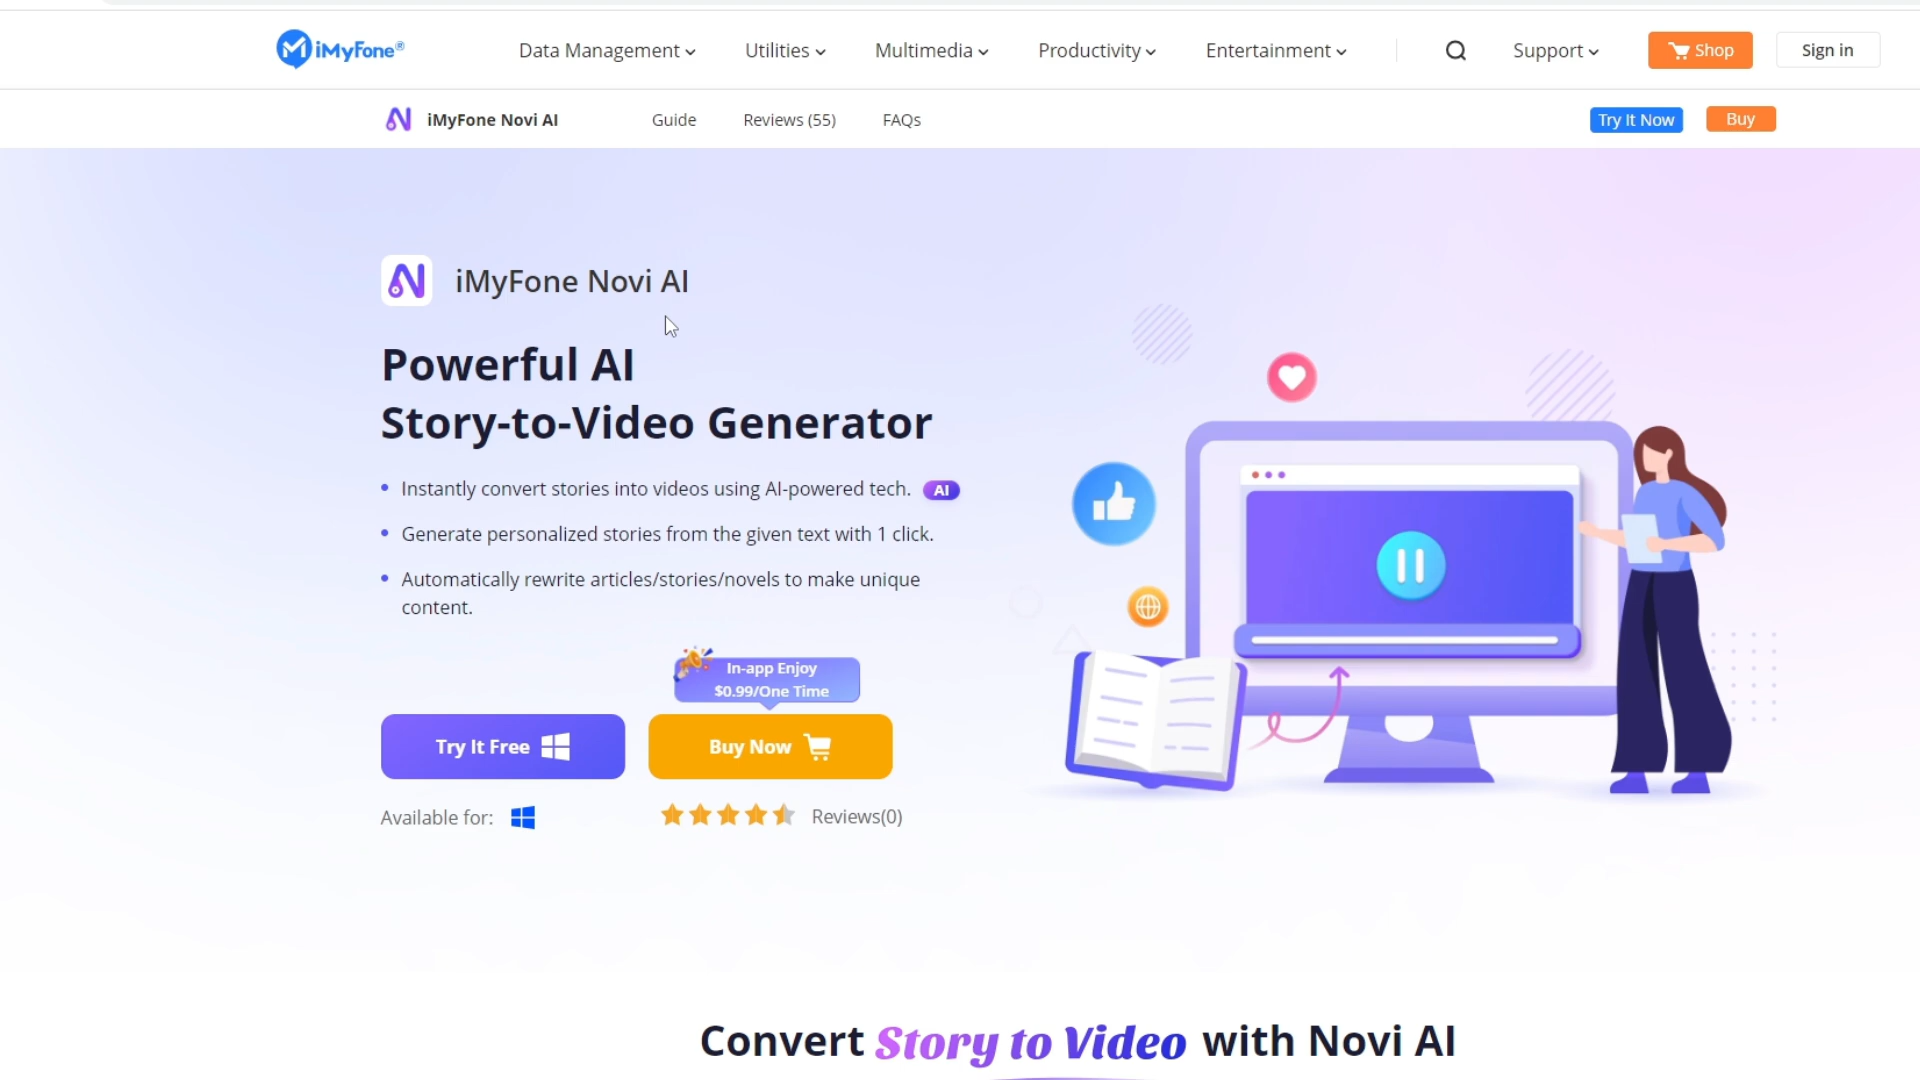 iMyFone® Data Management Utilities Multimedia Productivity Entertainment Support Shop Sign in
iMyFone Novi AI Guide Reviews (55) FAQs Try It Now Buy
iMyFone Novi AI
Powerful AI
Story-to-Video Generator
Instantly convert stories into videos using AI-powered tech. AI
Generate personalized stories from the given text with 1 click.
Automatically rewrite articles/stories/novels to make unique
content.
In-app Enjoy
$0.99/One Time
Try It Free Buy Now
Available for: Reviews(0)
Convert Story to Video with Novi AI